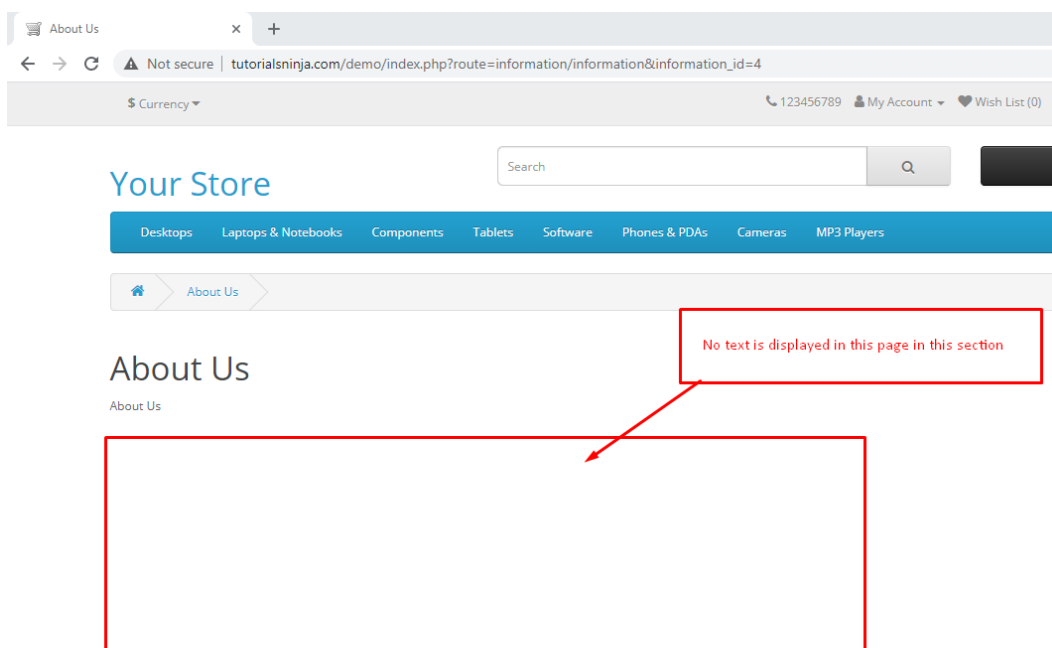 About Us
Not secure | tutorialsninja.com/demo/index.php?route=information/information&information_id=4
$ Currency 123456789 My Account Wish List (0)
Your Store
Search
Desktops Laptops & Notebooks Components Tablets Software Phones & PDAs Cameras MP3 Players
About Us
No text is displayed in this page in this section
About Us
About Us